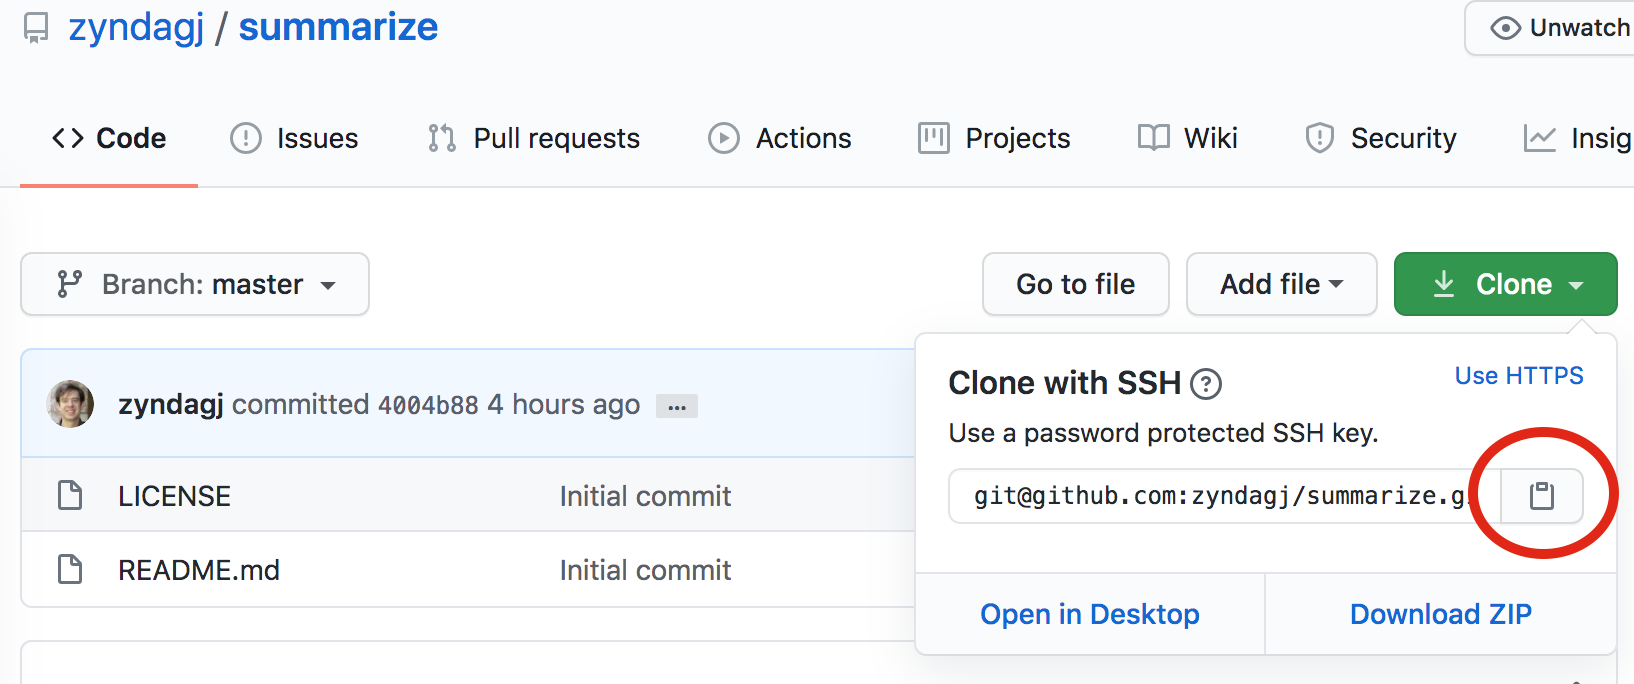 zyndagj / summarize
Unwatch
Code Issues Pull requests Actions Projects Wiki Security Insig
Branch: master Go to file Add file Clone
Clone with SSH ?
Use HTTPS
Use a password protected SSH key.
git@github.com:zyndagj/summarize.g
Open in Desktop Download ZIP
zyndagj committed 4004b88 4 hours ago ...
LICENSE Initial commit
README.md Initial commit